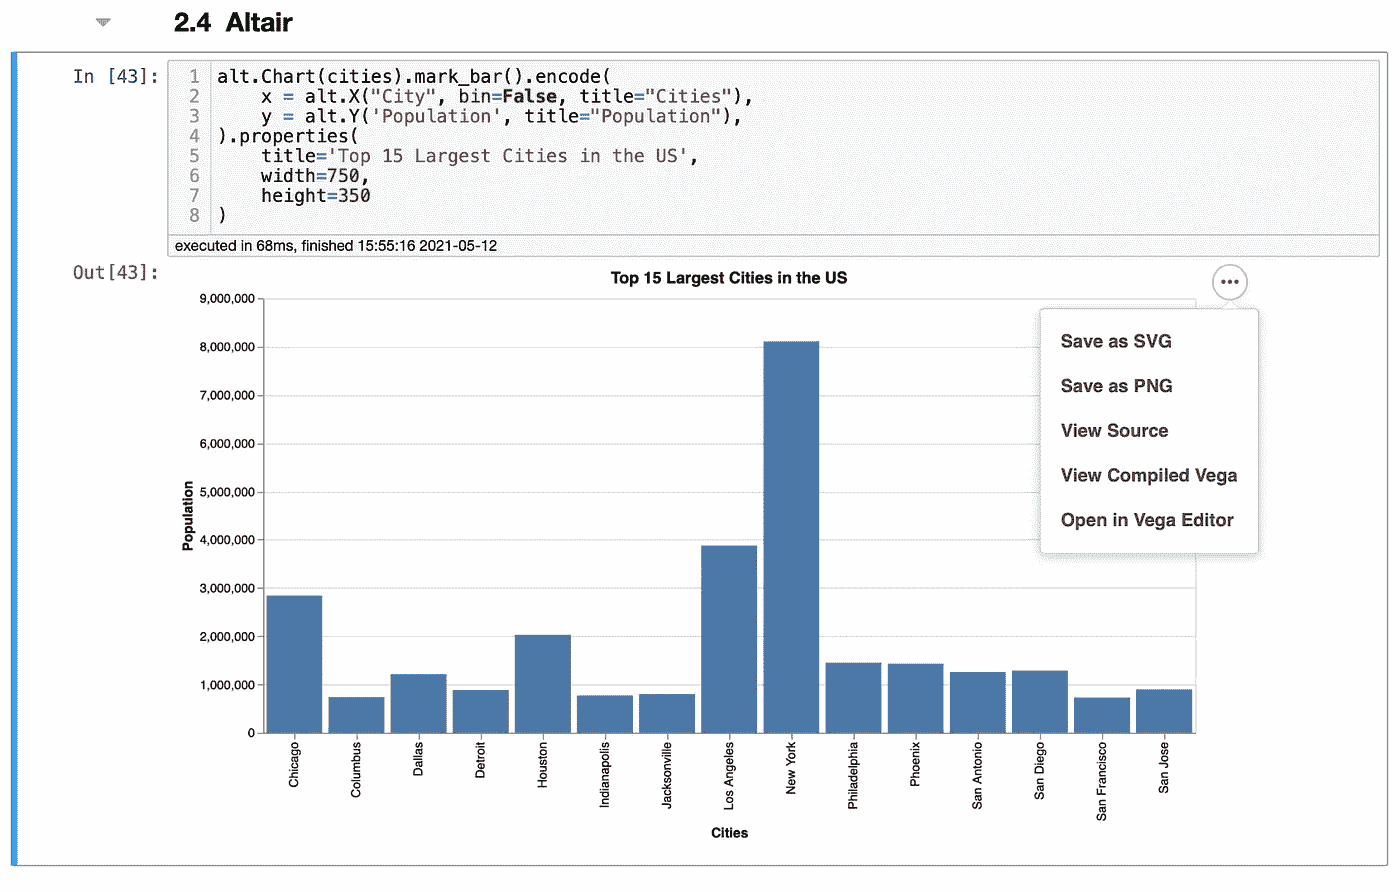 2.4 Altair
In [43]:
1 alt.Chart(cities).mark_bar().encode(
2     x = alt.X("City", bin=False, title="Cities"),
3     y = alt.Y('Population', title="Population"),
4 ).properties(
5     title='Top 15 Largest Cities in the US',
6     width=750,
7     height=350
8 )
executed in 68ms, finished 15:55:16 2021-05-12
Out[43]:
Top 15 Largest Cities in the US
•••
Save as SVG
Save as PNG
View Source
View Compiled Vega
Open in Vega Editor
Population
9,000,000
8,000,000
7,000,000
6,000,000
5,000,000
4,000,000
3,000,000
2,000,000
1,000,000
0
Chicago
Columbus
Dallas
Detroit
Houston
Indianapolis
Jacksonville
Los Angeles
New York
Philadelphia
Phoenix
San Antonio
San Diego
San Francisco
San Jose
Cities